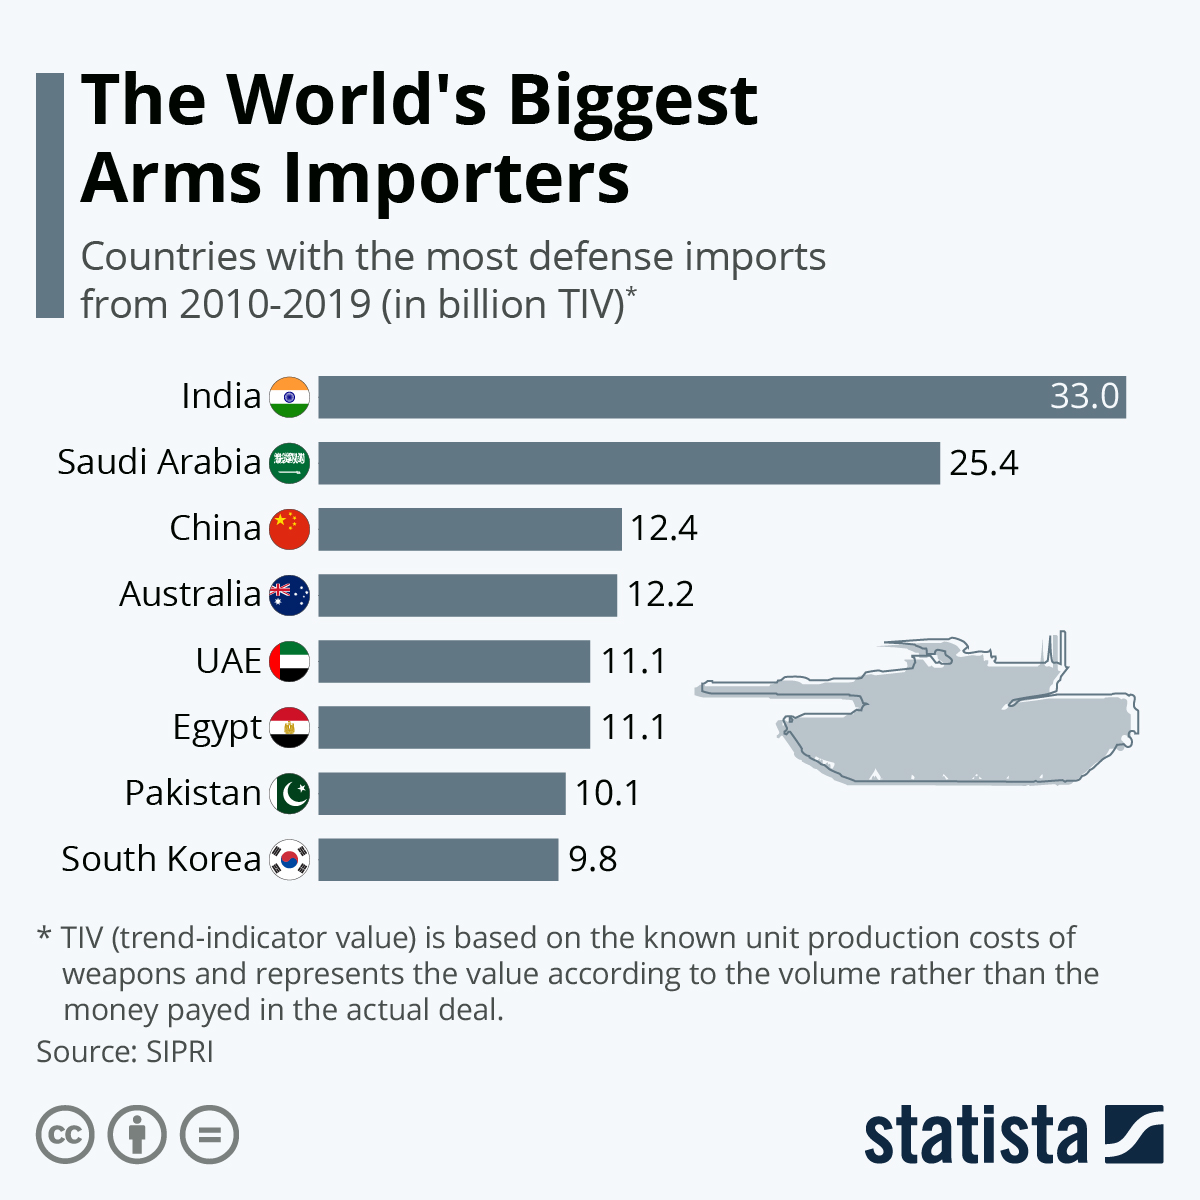 The World's Biggest
Arms Importers
Countries with the most defense imports
from 2010-2019 (in billion TIV)*
India 33.0
Saudi Arabia 25.4
China 12.4
Australia 12.2
UAE 11.1
Egypt 11.1
Pakistan 10.1
South Korea 9.8
* TIV (trend-indicator value) is based on the known unit production costs of
weapons and represents the value according to the volume rather than the
money payed in the actual deal.
Source: SIPRI
cc
statista